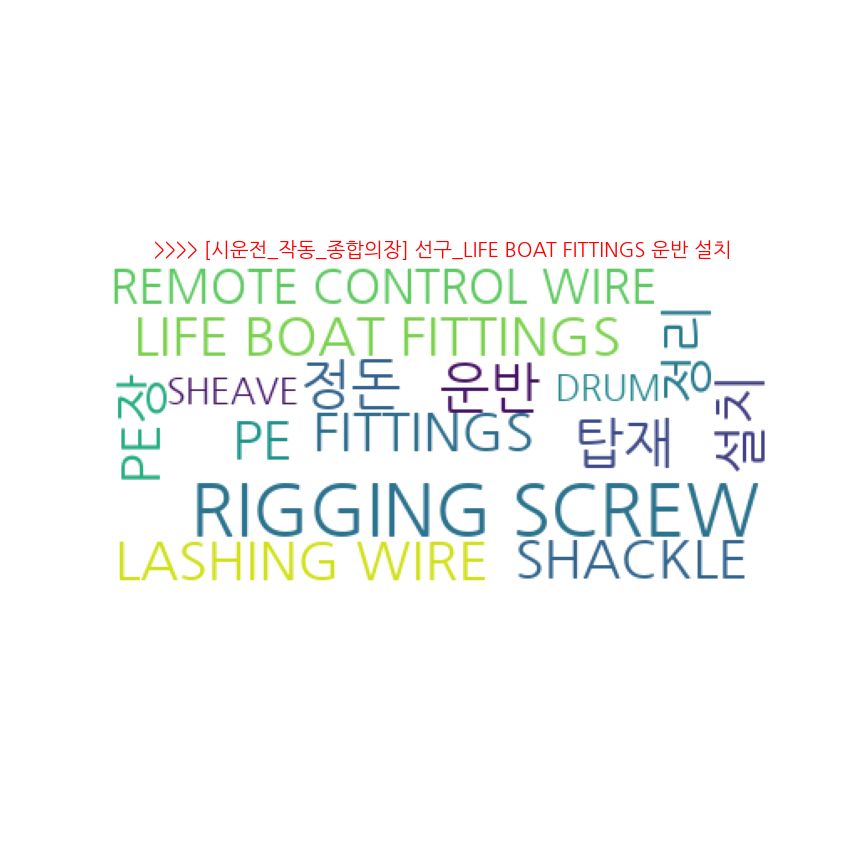 >>>> [시운전_작동_종합의장] 선구_LIFE BOAT FITTINGS 운반 설치
REMOTE CONTROL WIRE
LIFE BOAT FITTINGS
정리
PE장
SHEAVE
정돈
운반
DRUM
설치
PE
FITTINGS
탑재
RIGGING SCREW
LASHING WIRE
SHACKLE